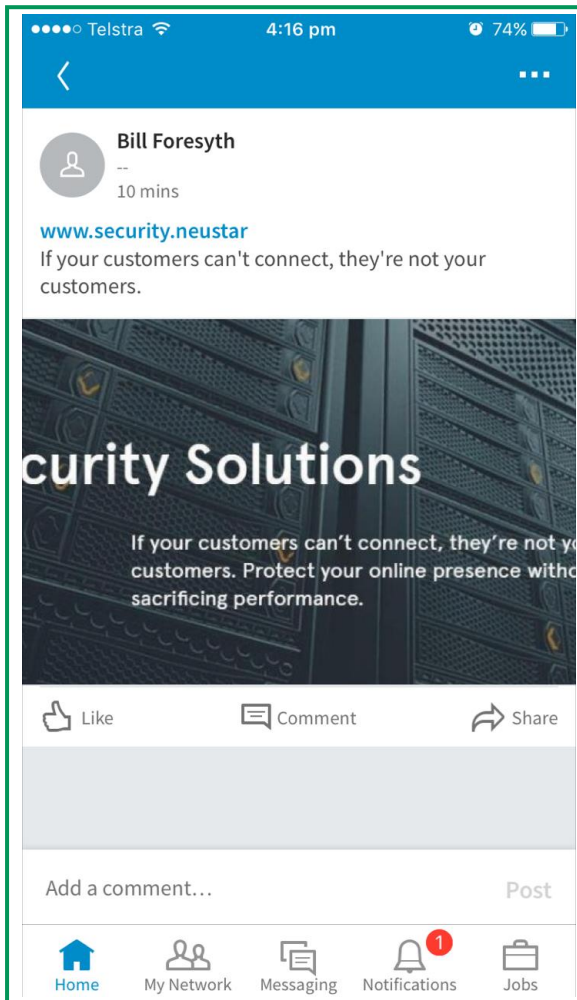 Telstra 4:16 pm 74%
Bill Foresyth
--
10 mins
www.security.neustar
If your customers can't connect, they're not your
customers.
curity Solutions
If your customers can’t connect, they’re not yo
customers. Protect your online presence witho
sacrificing performance.
Like Comment Share
Add a comment... Post
1
Home My Network Messaging Notifications Jobs